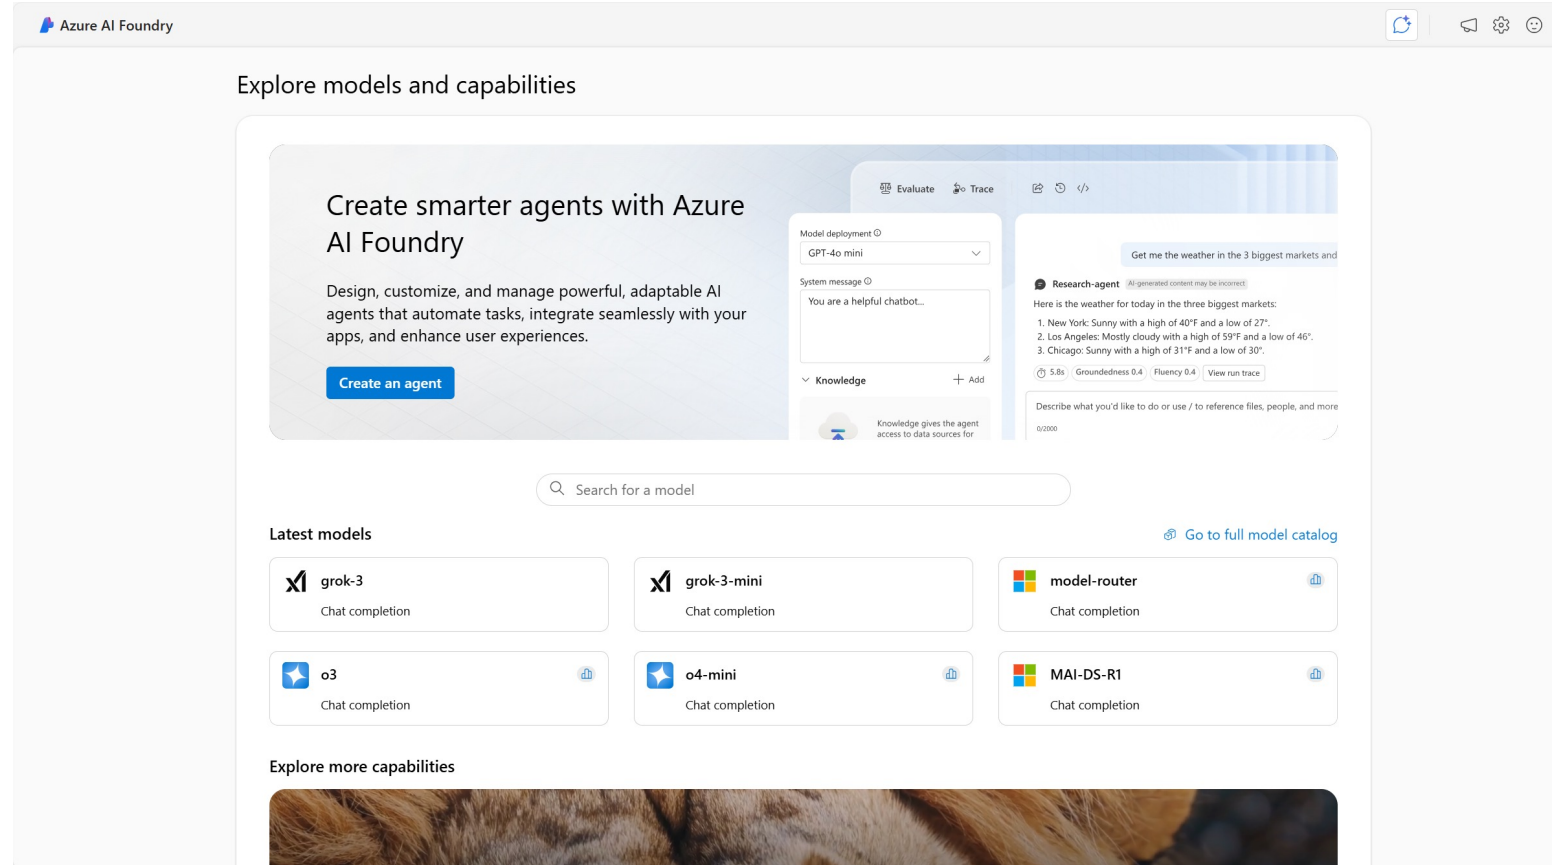 Azure AI Foundry
Explore models and capabilities
Create smarter agents with Azure
AI Foundry
Design, customize, and manage powerful, adaptable AI
agents that automate tasks, integrate seamlessly with your
apps, and enhance user experiences.
Create an agent
Evaluate
Trace
Model deployment
GPT-4o mini
System message
You are a helpful chatbot...
Knowledge
Add
Knowledge gives the agent
access to data sources for
Get me the weather in the 3 biggest markets and
Research-agent
AI-generated content may be incorrect
Here is the weather for today in the three biggest markets:
1. New York: Sunny with a high of 40°F and a low of 27°.
2. Los Angeles: Mostly cloudy with a high of 59°F and a low of 46°.
3. Chicago: Sunny with a high of 31°F and a low of 30°.
5.8s
Groundedness 0.4
Fluency 0.4
View run trace
Describe what you'd like to do or use / to reference files, people, and more
0/2000
Search for a model
Latest models
Go to full model catalog
grok-3
Chat completion
grok-3-mini
Chat completion
model-router
Chat completion
o3
Chat completion
o4-mini
Chat completion
MAI-DS-R1
Chat completion
Explore more capabilities